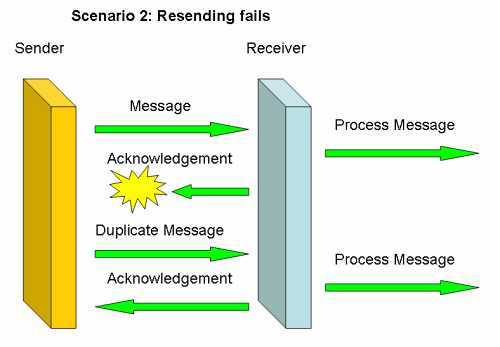 Scenario 2: Resending fails
Sender
Receiver
Message
Process Message
Acknowledgement
Duplicate Message
Process Message
Acknowledgement